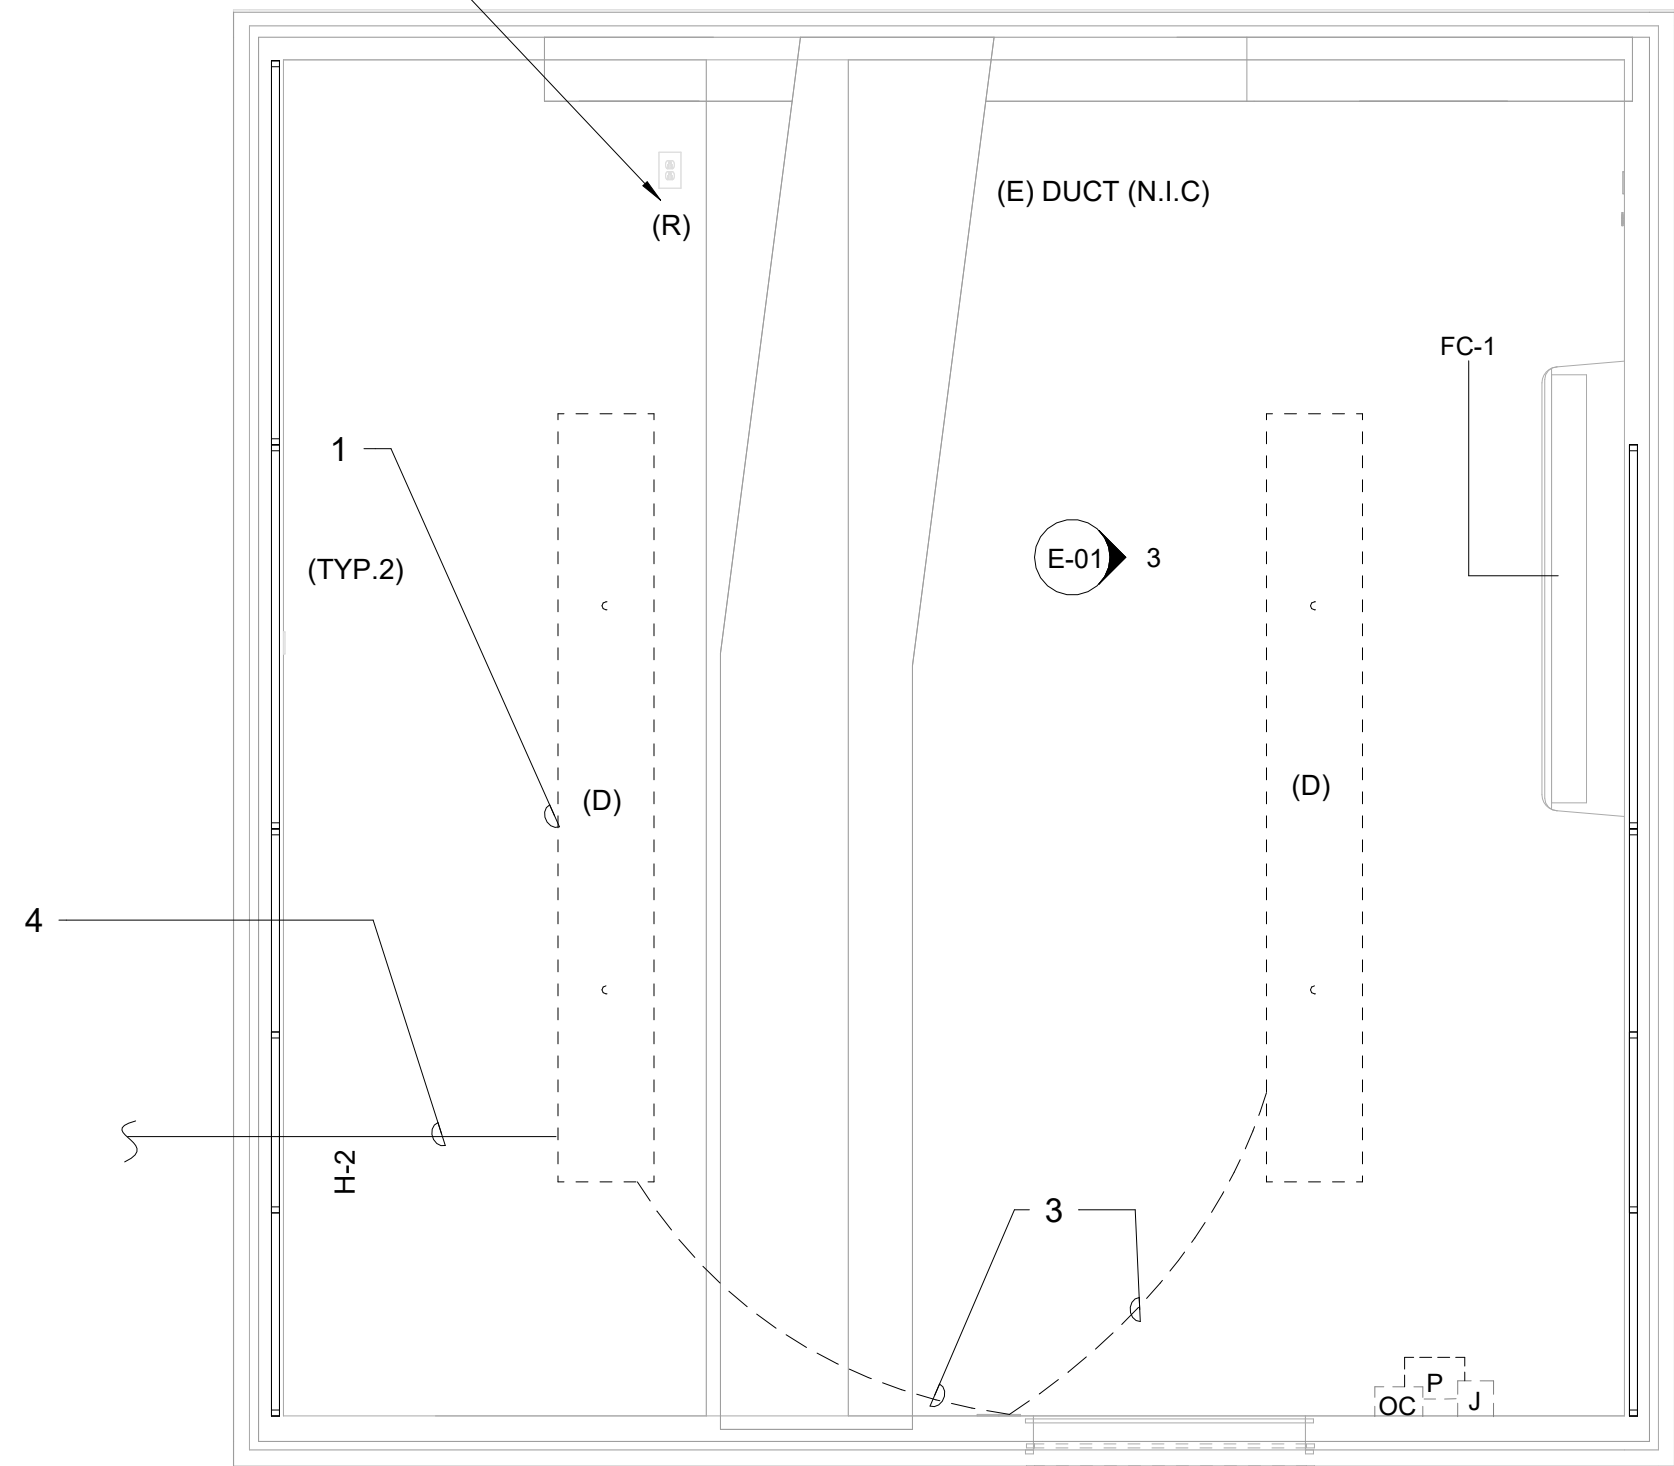 (E) DUCT (N.I.C)
(R)
FC-1
1
(TYP.2)
E-01
3
(D)
(D)
4
H-2
3
P
OC
J